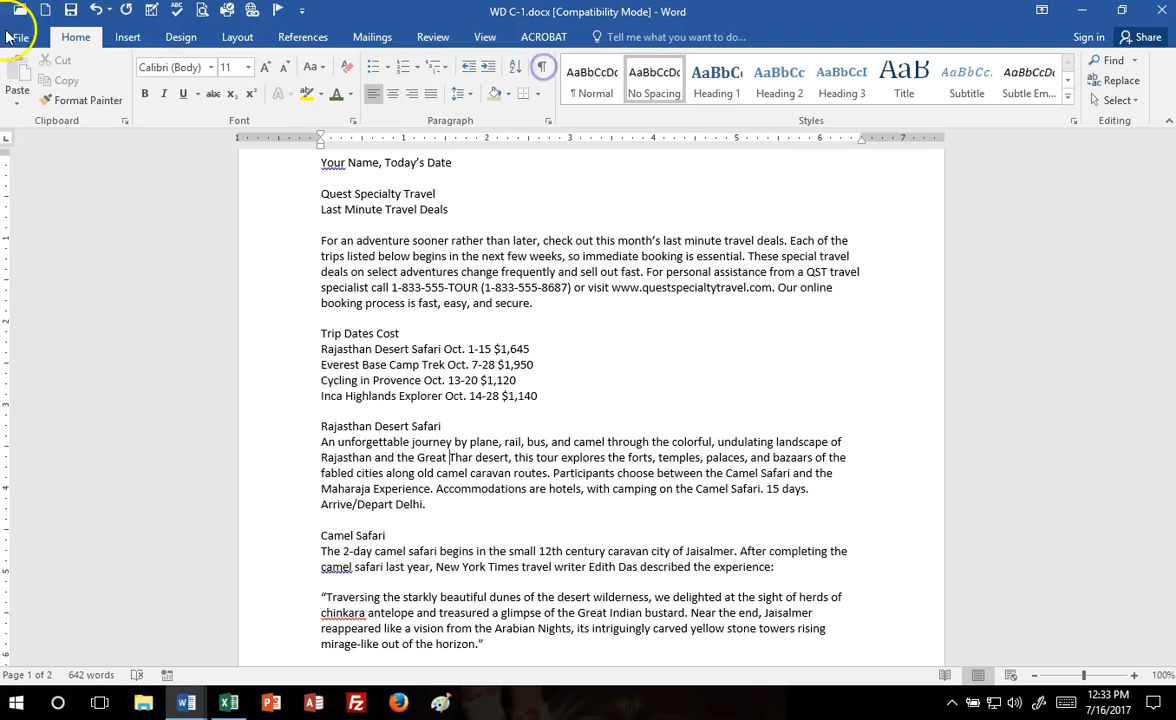 WD C-1.docx [Compatibility Mode] - Word
File Home Insert Design Layout References Mailings Review View ACROBAT Tell me what you want to do... Sign in Share
Paste
Cut
Copy
Format Painter
Clipboard
Calibri (Body) 11
Font
Paragraph
AaBbCcDc AaBbCcDc AaBbC AaBbCc AaBbCcI AaB AaBbCcL AaBbCcDc
¶ Normal No Spacing Heading 1 Heading 2 Heading 3 Title Subtitle Subtle Em...
Styles
Find
Replace
Select
Editing
1 1 2 3 4 5 6 7
Your Name, Today's Date
Quest Specialty Travel
Last Minute Travel Deals
For an adventure sooner rather than later, check out this month's last minute travel deals. Each of the
trips listed below begins in the next few weeks, so immediate booking is essential. These special travel
deals on select adventures change frequently and sell out fast. For personal assistance from a QST travel
specialist call 1-833-555-TOUR (1-833-555-8687) or visit www.questspecialtytravel.com. Our online
booking process is fast, easy, and secure.
Trip Dates Cost
Rajasthan Desert Safari Oct. 1-15 $1,645
Everest Base Camp Trek Oct. 7-28 $1,950
Cycling in Provence Oct. 13-20 $1,120
Inca Highlands Explorer Oct. 14-28 $1,140
Rajasthan Desert Safari
An unforgettable journey by plane, rail, bus, and camel through the colorful, undulating landscape of
Rajasthan and the Great Thar desert, this tour explores the forts, temples, palaces, and bazaars of the
fabled cities along old camel caravan routes. Participants choose between the Camel Safari and the
Maharaja Experience. Accommodations are hotels, with camping on the Camel Safari. 15 days.
Arrive/Depart Delhi.
Camel Safari
The 2-day camel safari begins in the small 12th century caravan city of Jaisalmer. After completing the
camel safari last year, New York Times travel writer Edith Das described the experience:
“Traversing the starkly beautiful dunes of the desert wilderness, we delighted at the sight of herds of
chinkara antelope and treasured a glimpse of the Great Indian bustard. Near the end, Jaisalmer
reappeared like a vision from the Arabian Nights, its intriguingly carved yellow stone towers rising
mirage-like out of the horizon.”
Page 1 of 2 642 words 100%
12:33 PM
7/16/2017